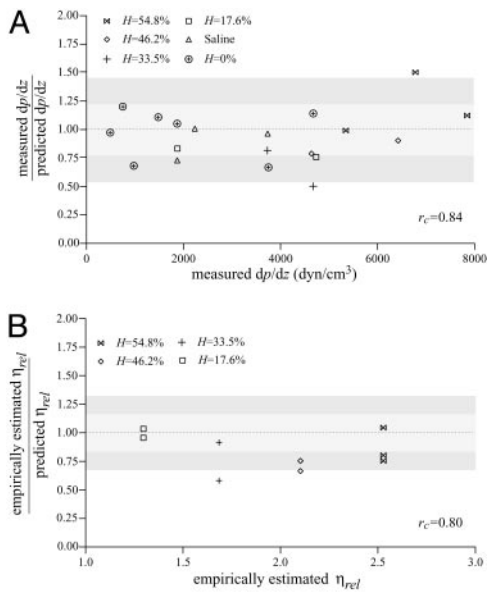 A
H=54.8% H=17.6%
H=46.2% Saline
H=33.5% H=0%
2.00
1.75
1.50
1.25
1.00
0.75
0.50
0.25
0.00
measured dp/dz
predicted dp/dz
r_c=0.84
0 2000 4000 6000 8000
measured dp/dz (dyn/cm³)
B
H=54.8% H=33.5%
H=46.2% H=17.6%
2.00
1.75
1.50
1.25
1.00
0.75
0.50
0.25
0.00
empirically estimated η_rel
predicted η_rel
r_c=0.80
1.0 1.5 2.0 2.5 3.0
empirically estimated η_rel